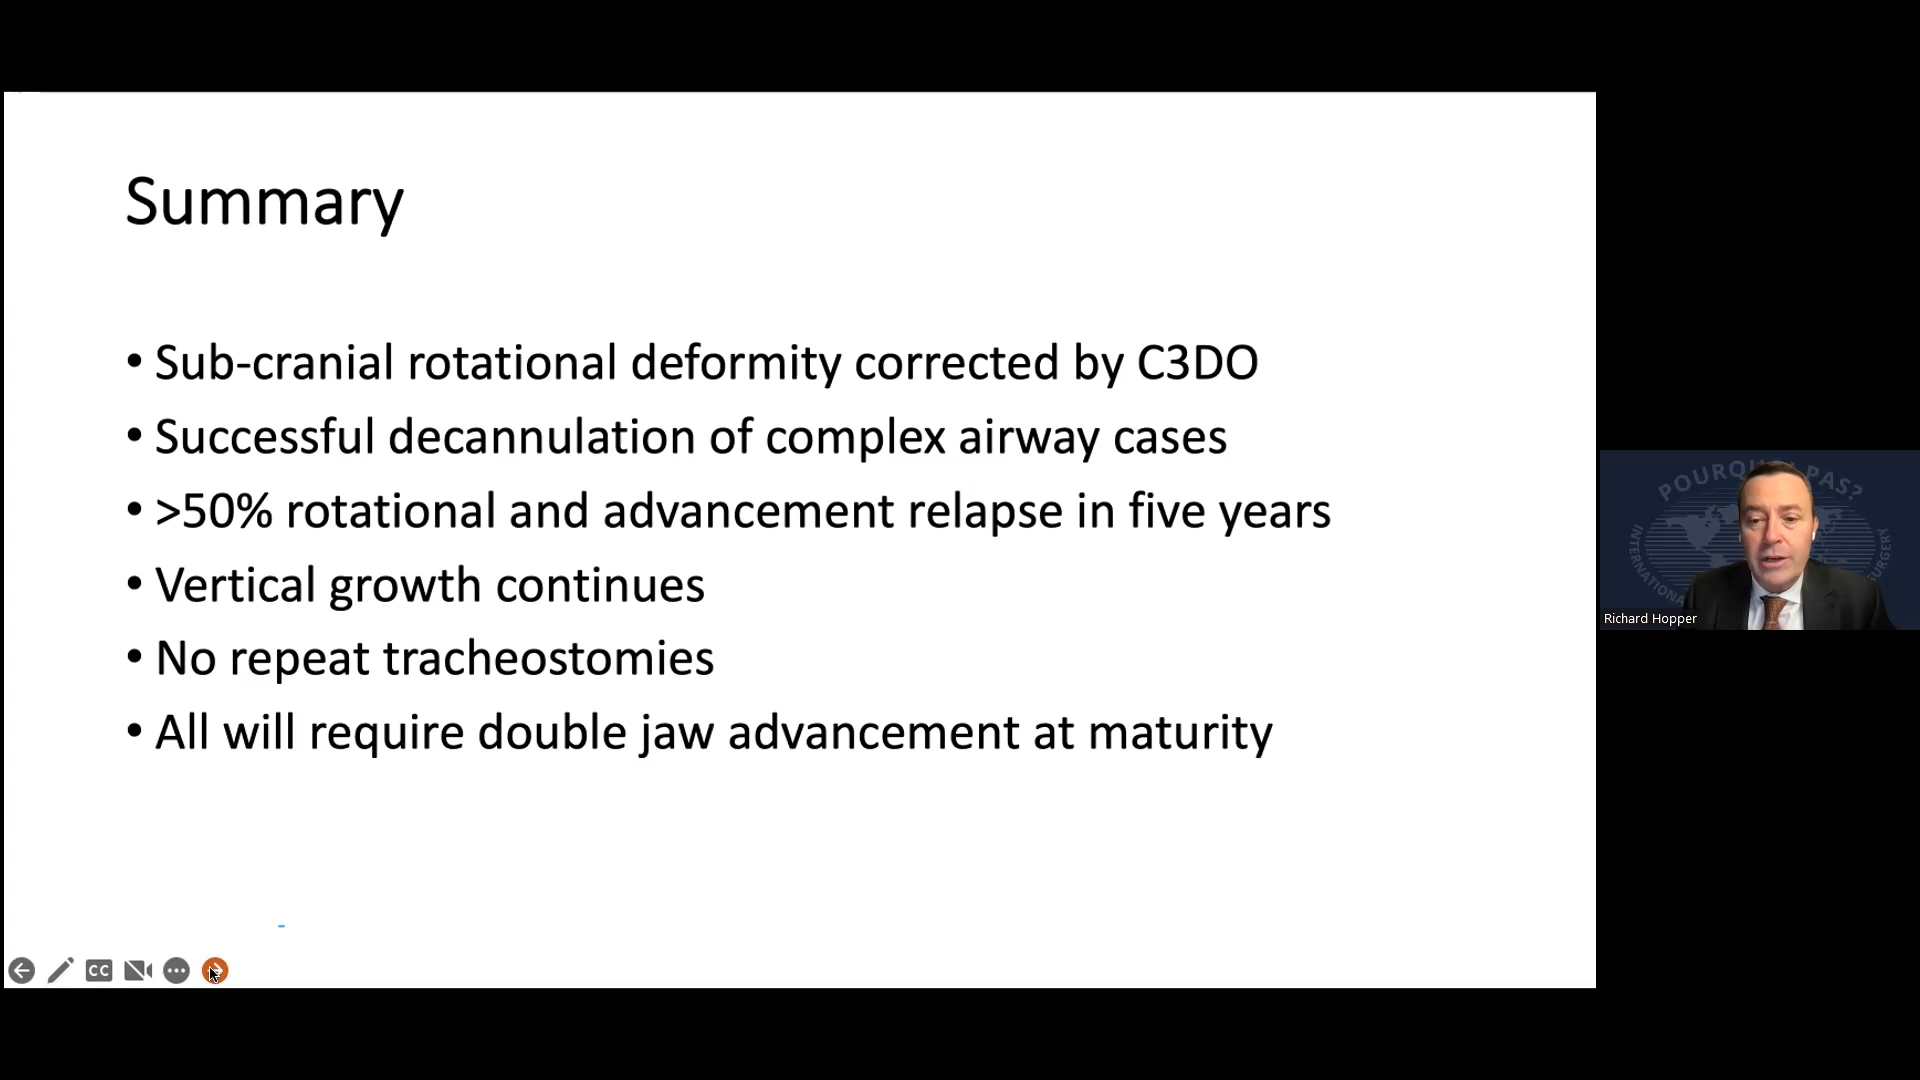 Summary
• Sub-cranial rotational deformity corrected by C3DO
• Successful decannulation of complex airway cases
• >50% rotational and advancement relapse in five years
• Vertical growth continues
• No repeat tracheostomies
• All will require double jaw advancement at maturity
CC
PAS?
Richard Hopper